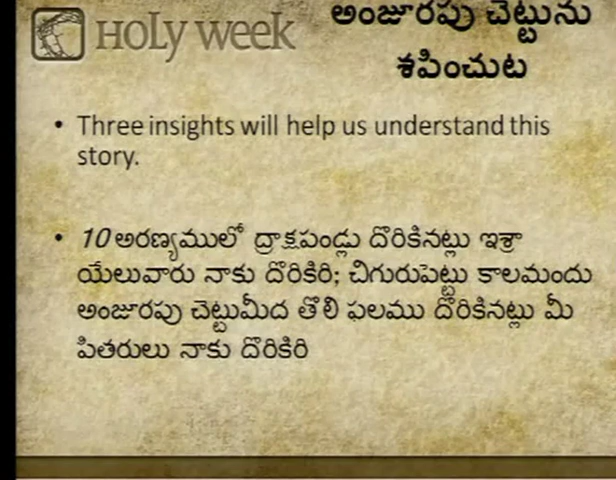 HOLY WEEK
అంజూరపు చెట్టును
శపించుట
• Three insights will help us understand this
story.
• 10 అరణ్యములో ద్రాక్షపండ్లు దొరికినట్లు ఇశ్రా
యేలువారు నాకు దొరికిరి; చిగురుపెట్టు కాలమందు
అంజూరపు చెట్టుమీద తొలి ఫలము దొరికినట్లు మీ
పితరులు నాకు దొరికిరి